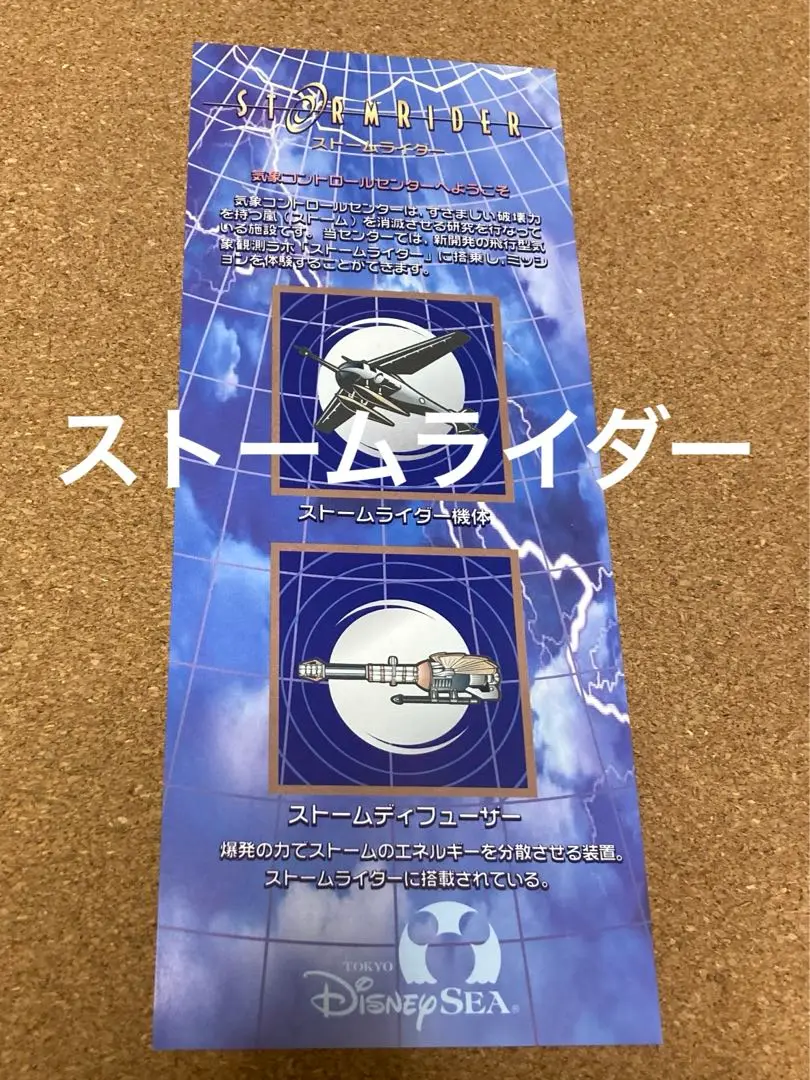 STORMRIDER
ストームライダー
気象コントロールセンターへようこそ
気象コントロールセンターは、すさましい破壊力
を持つ嵐（ストーム）を消滅させる研究を行なって
いる施設です。当センターでは、新開発の飛行型気
象観測ラボ「ストームライダー」に搭乗し、ミッシ
ョンを体験することができます。
ストームライダー
ストームライダー機体
ストームディフューザー
爆発の力でストームのエネルギーを分散させる装置。
ストームライダーに搭載されている。
TOKYO
DISNEY SEA®